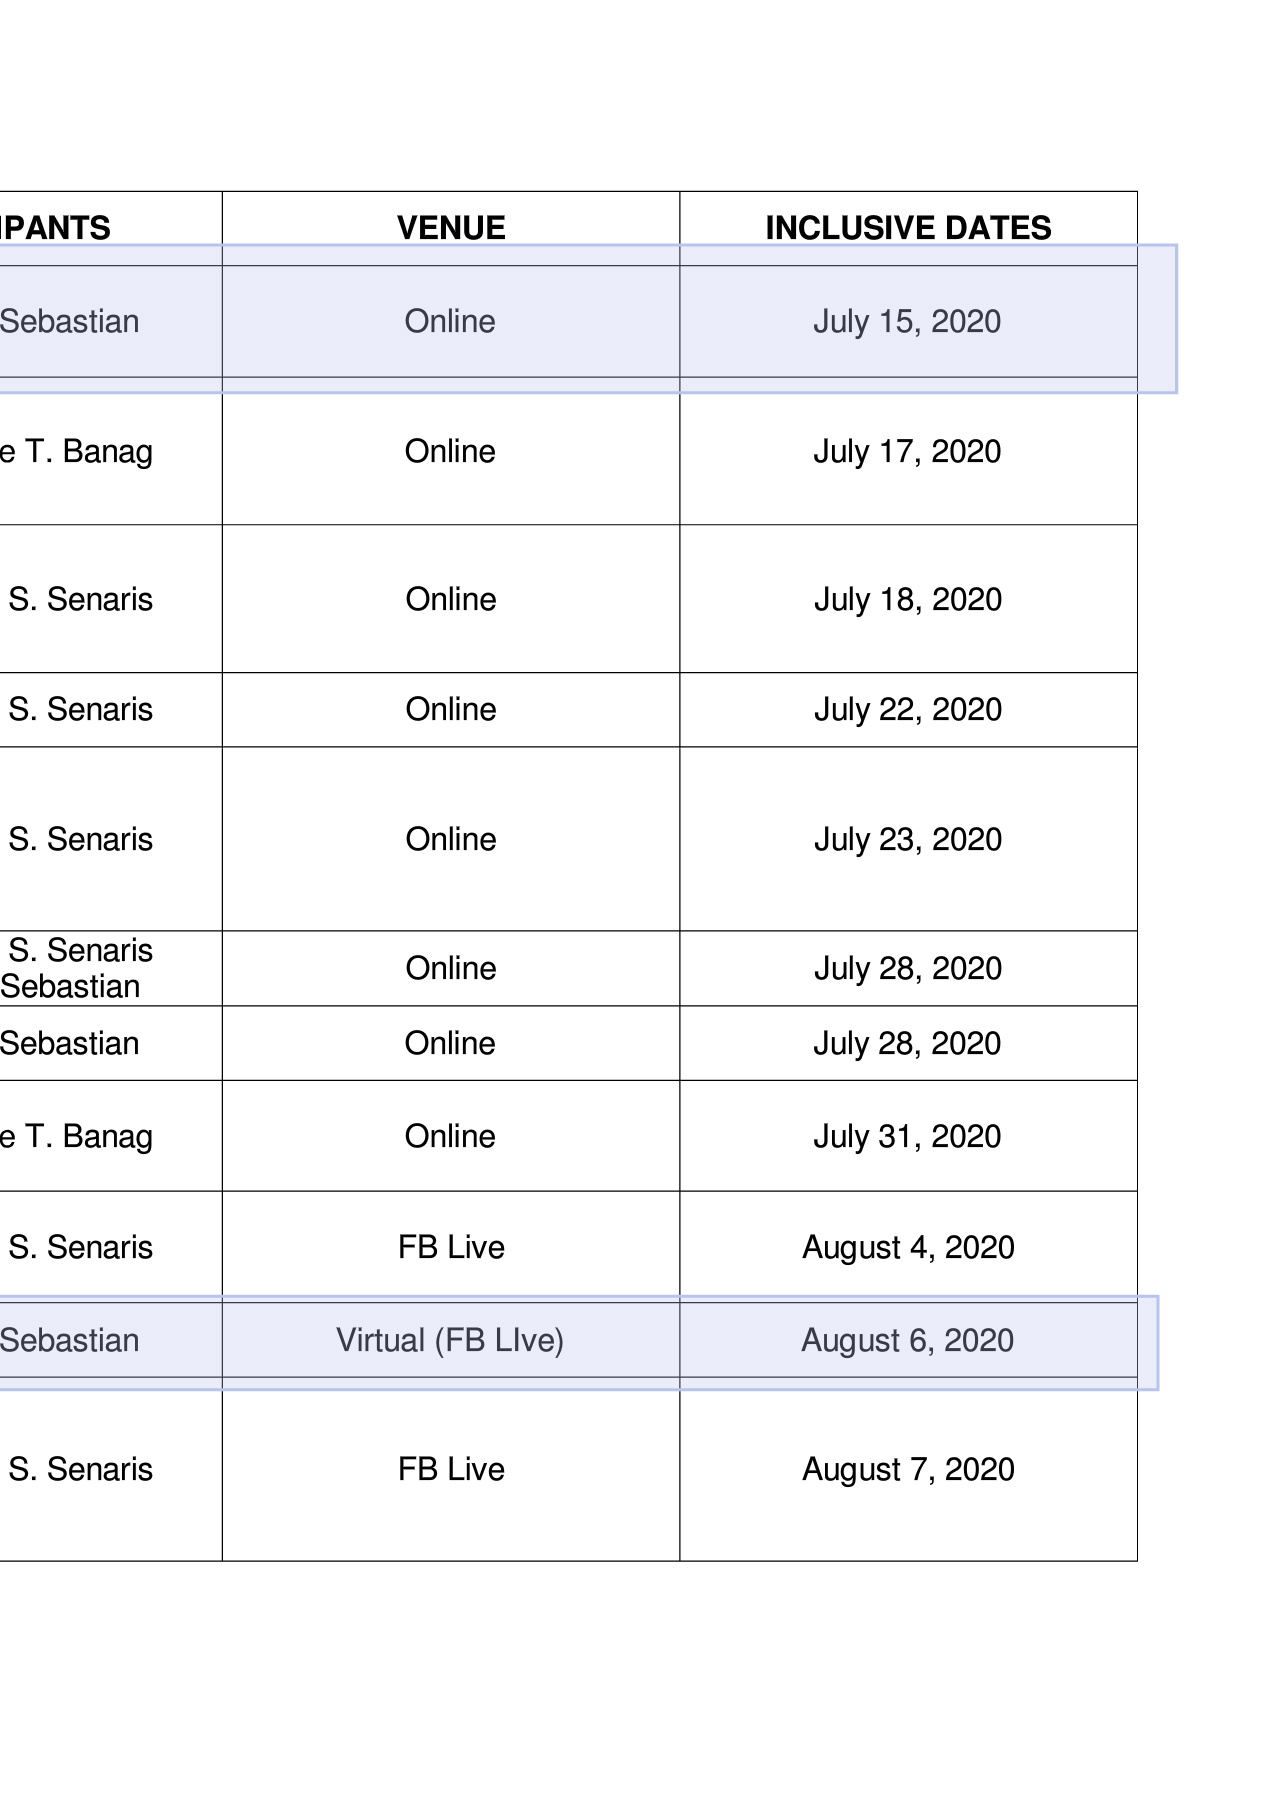 IPANTS VENUE INCLUSIVE DATES
Sebastian Online July 15, 2020
e T. Banag Online July 17, 2020
S. Senaris Online July 18, 2020
S. Senaris Online July 22, 2020
S. Senaris Online July 23, 2020
S. Senaris
Sebastian Online July 28, 2020
Sebastian Online July 28, 2020
e T. Banag Online July 31, 2020
S. Senaris FB Live August 4, 2020
Sebastian Virtual (FB LIve) August 6, 2020
S. Senaris FB Live August 7, 2020